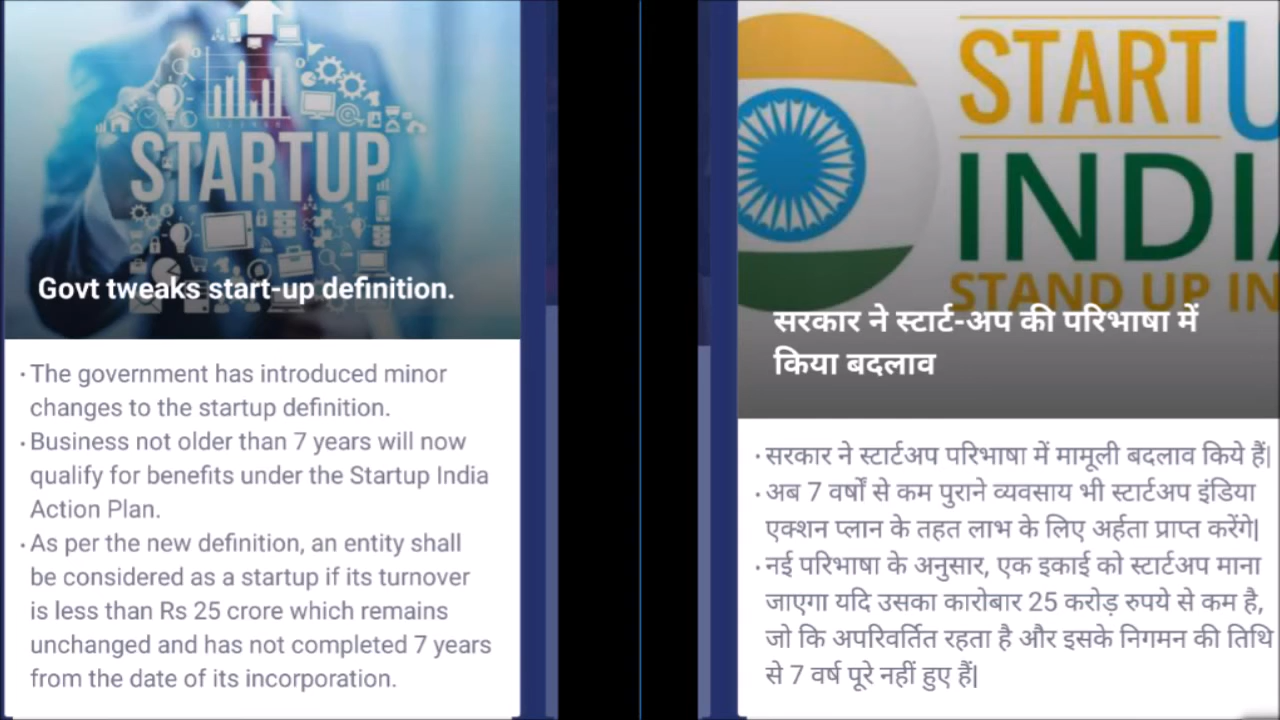 STARTUP
Govt tweaks start-up definition.
· The government has introduced minor
changes to the startup definition.
· Business not older than 7 years will now
qualify for benefits under the Startup India
Action Plan.
· As per the new definition, an entity shall
be considered as a startup if its turnover
is less than Rs 25 crore which remains
unchanged and has not completed 7 years
from the date of its incorporation.
STARTU
INDIA
STAND UP IN
सरकार ने स्टार्ट-अप की परिभाषा में
किया बदलाव
· सरकार ने स्टार्टअप परिभाषा में मामूली बदलाव किये हैं|
· अब 7 वर्षों से कम पुराने व्यवसाय भी स्टार्टअप इंडिया
एक्शन प्लान के तहत लाभ के लिए अर्हता प्राप्त करेंगे|
· नई परिभाषा के अनुसार, एक इकाई को स्टार्टअप माना
जाएगा यदि उसका कारोबार 25 करोड़ रुपये से कम है,
जो कि अपरिवर्तित रहता है और इसके निगमन की तिथि
से 7 वर्ष पूरे नहीं हुए हैं|